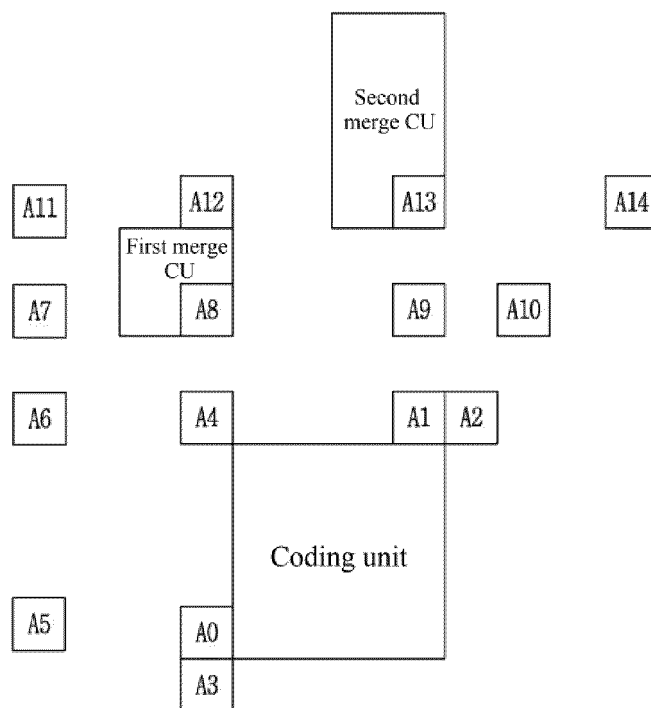 Second
merge CU
A11
A12
A13
A14
First merge
CU
A7
A8
A9
A10
A6
A4
A1
A2
Coding unit
A5
A0
A3